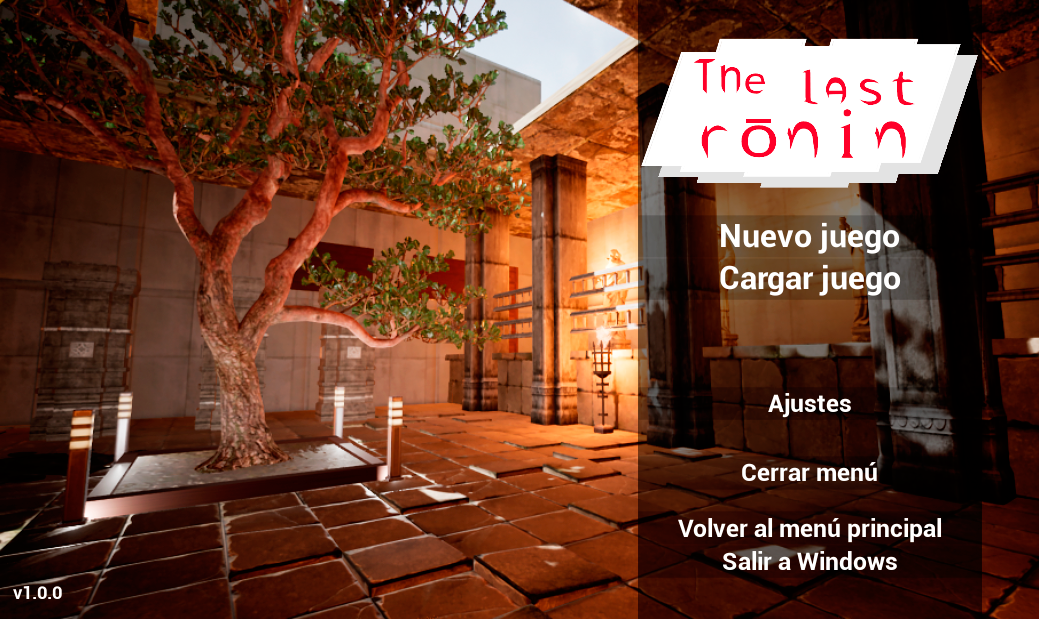 The last
rōnin
Nuevo juego
Cargar juego
Ajustes
Cerrar menú
Volver al menú principal
Salir a Windows
v1.0.0